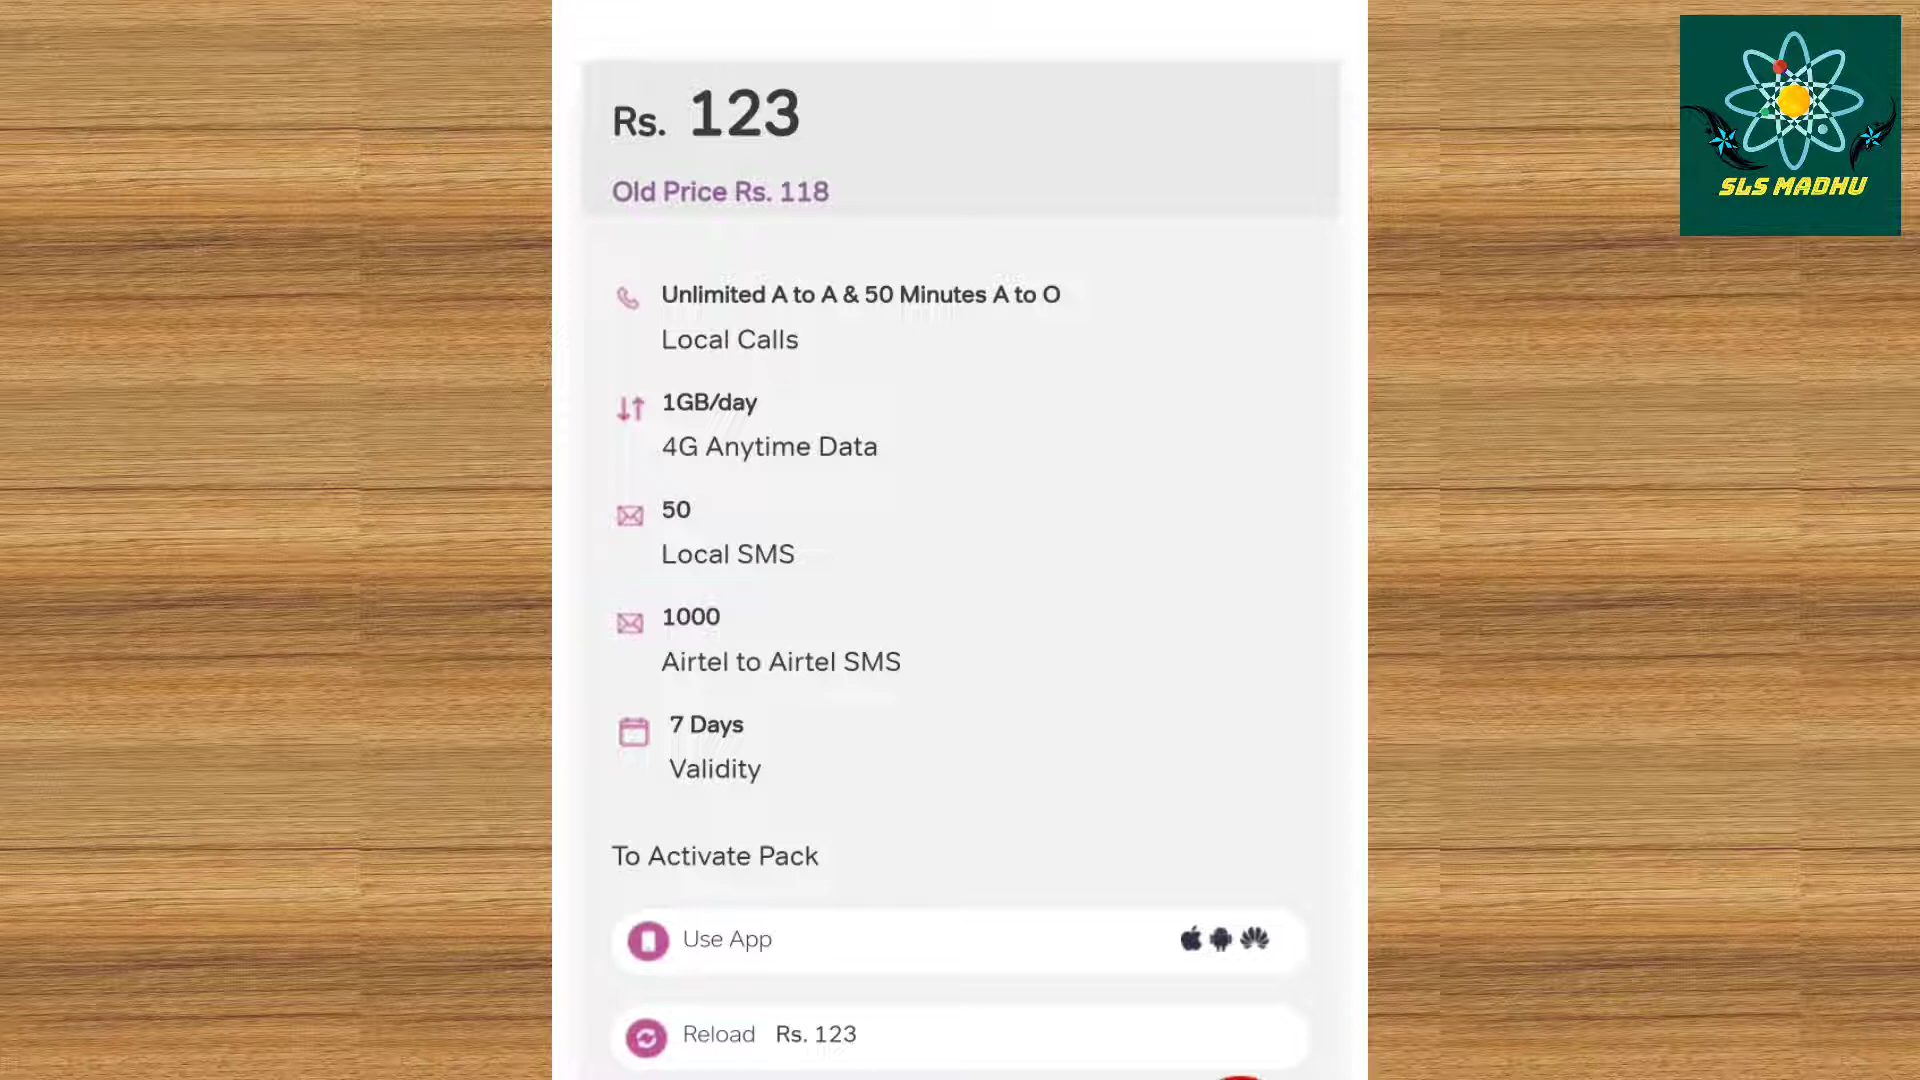 Rs. 123
Old Price Rs. 118
Unlimited A to A & 50 Minutes A to O
Local Calls
1GB/day
4G Anytime Data
50
Local SMS
1000
Airtel to Airtel SMS
7 Days
Validity
To Activate Pack
Use App
Reload Rs. 123
SLS MADHU